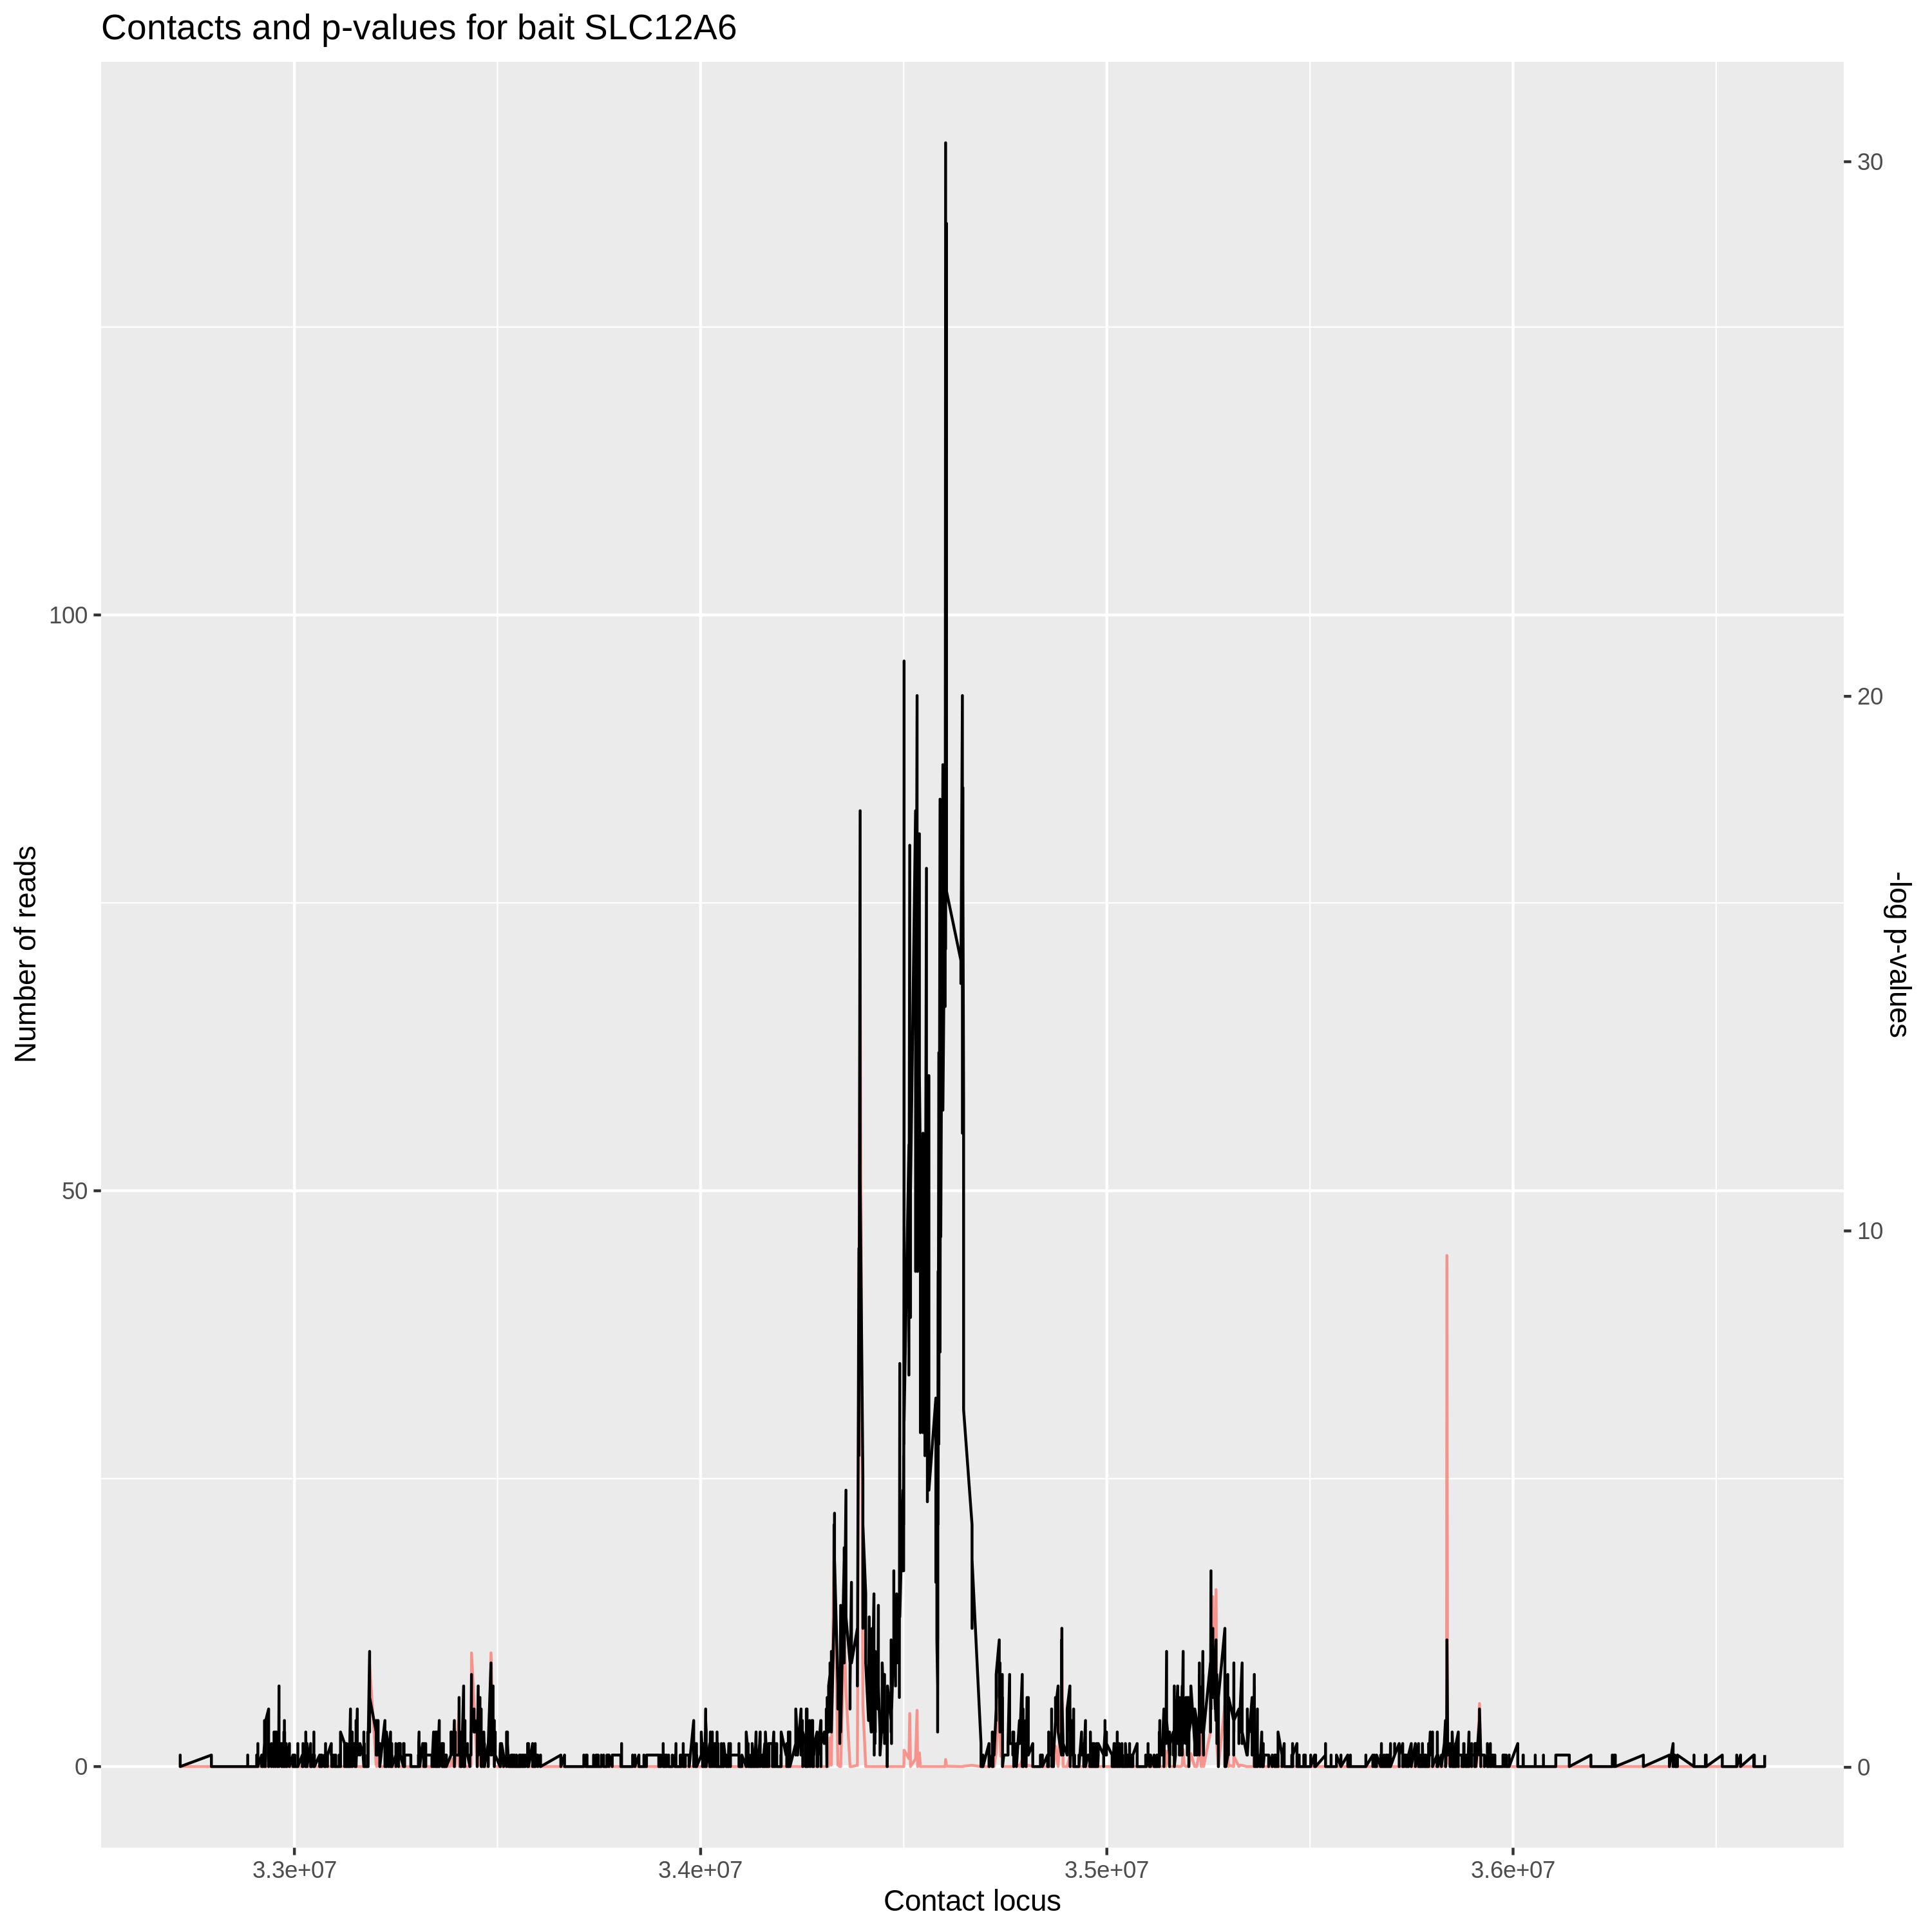 Contacts and p-values for bait SLC12A6
Number of reads
100
50
0
30
20
10
0
-log p-values
3.3e+07 3.4e+07 3.5e+07 3.6e+07
Contact locus